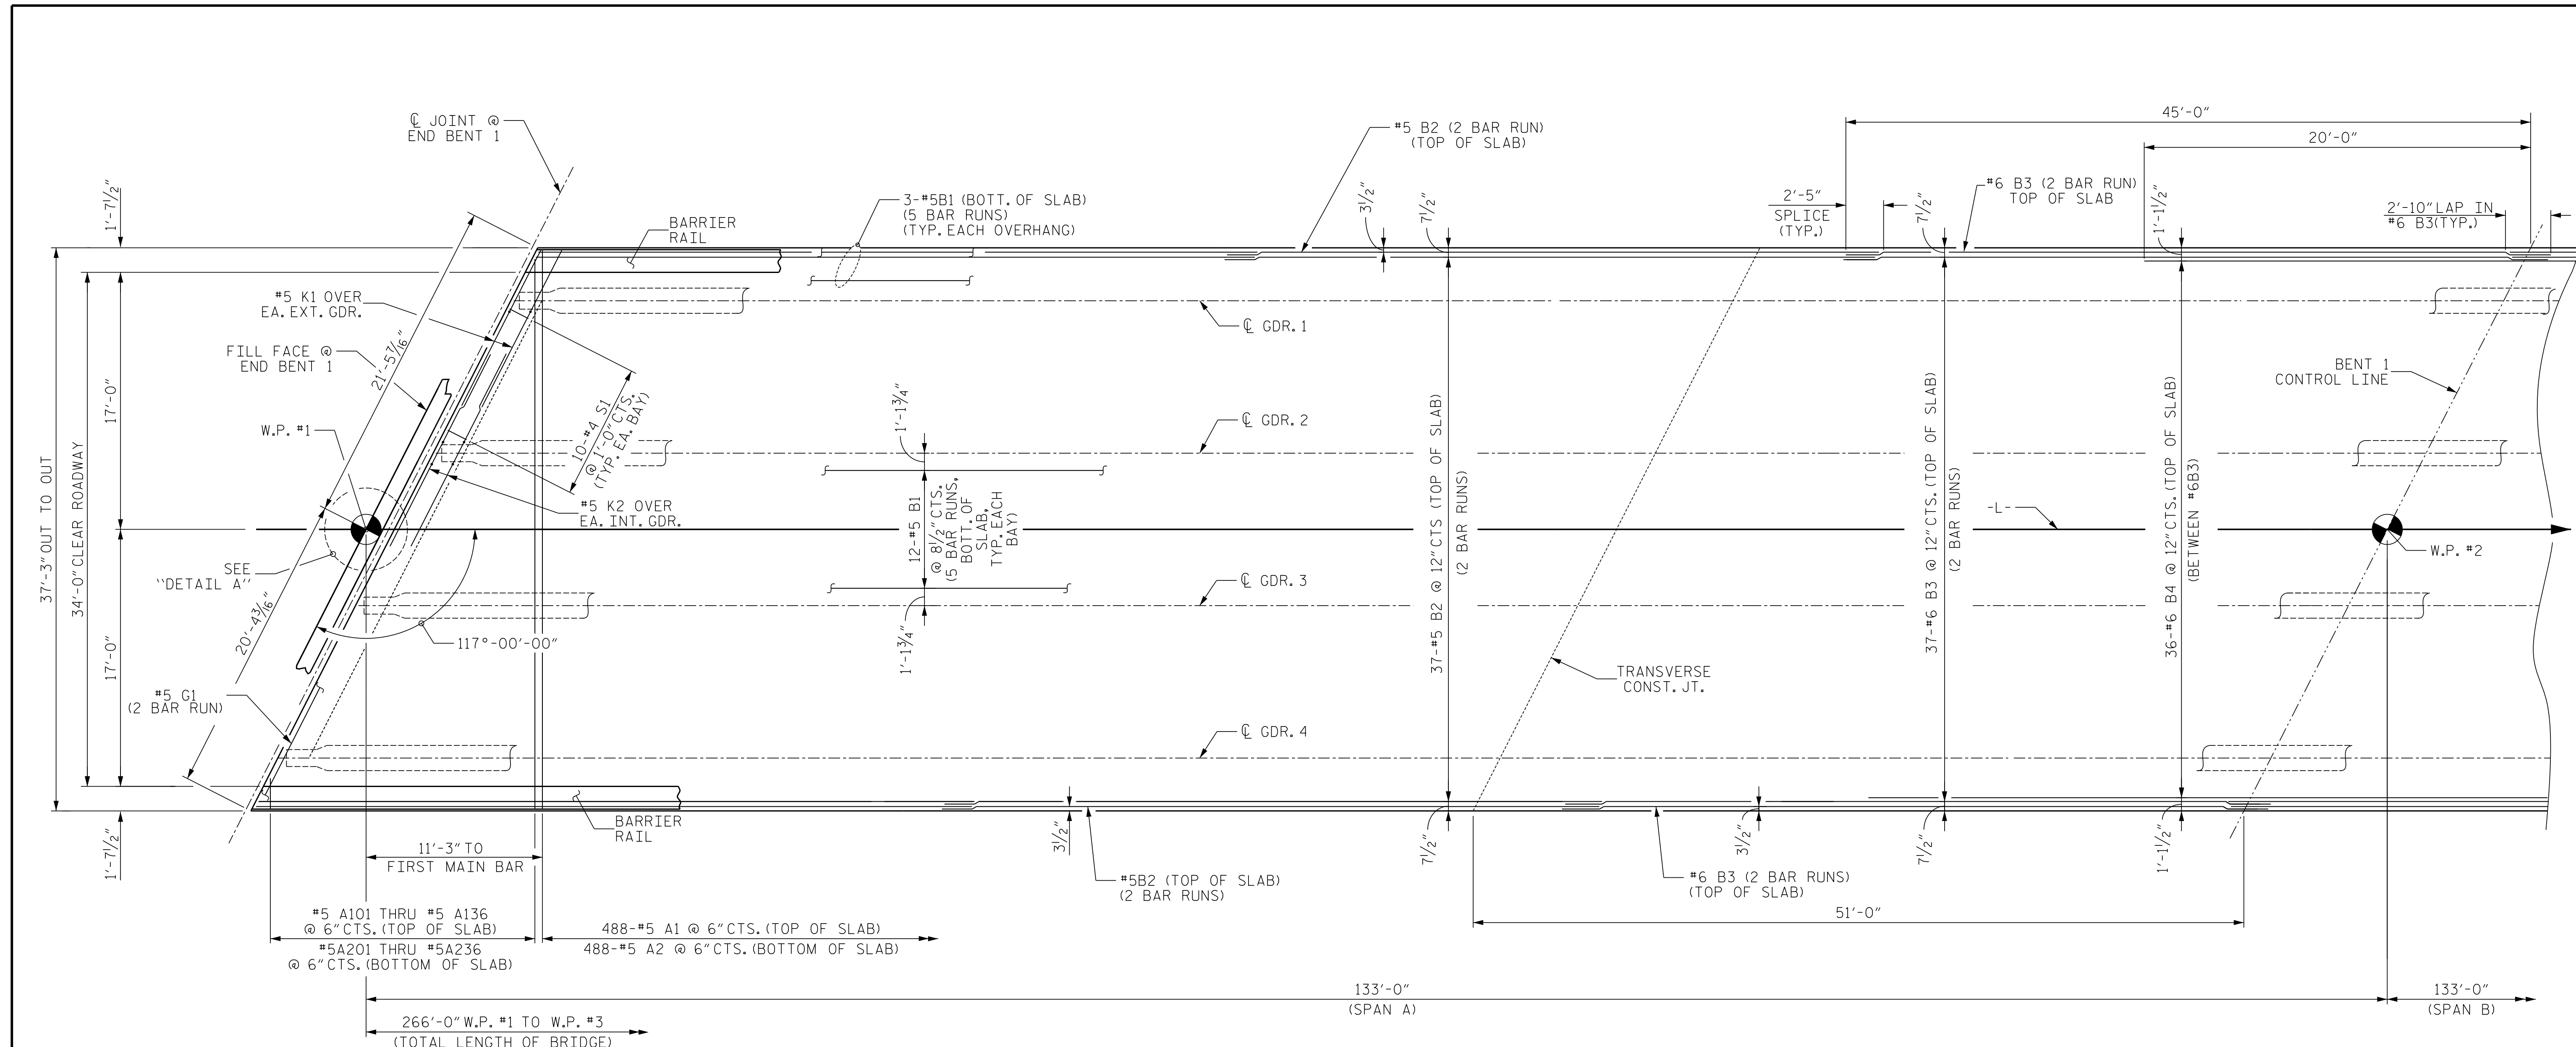 ℄ JOINT @
END BENT 1
#5 B2 (2 BAR RUN)
(TOP OF SLAB)
45'-0"
20'-0"
1'-7½"
3-#5B1 (BOTT. OF SLAB)
(5 BAR RUNS)
(TYP. EACH OVERHANG)
3½"
7½"
2'-5"
SPLICE
(TYP.)
7½"
#6 B3 (2 BAR RUN)
TOP OF SLAB
1'-1½"
2'-10" LAP IN
#6 B3(TYP.)
BARRIER
RAIL
#5 K1 OVER
EA. EXT. GDR.
℄ GDR. 1
FILL FACE @
END BENT 1
21'-5⁷⁄₁₆"
BENT 1
CONTROL LINE
17'-0"
W.P. #1
10-#4 S1
@ 1'-0" CTS.
(TYP. EA. BAY)
1'-1¾"
℄ GDR. 2
37'-3" OUT TO OUT
34'-0" CLEAR ROADWAY
#5 K2 OVER
EA. INT. GDR.
12-#5 B1
@ 8½" CTS.
(5 BAR RUNS,
BOTT. OF
SLAB,
TYP. EACH
BAY)
37-#5 B2 @ 12" CTS (TOP OF SLAB)
(2 BAR RUNS)
37-#6 B3 @ 12" CTS. (TOP OF SLAB)
(2 BAR RUNS)
36-#6 B4 @ 12" CTS. (TOP OF SLAB)
(BETWEEN #6B3)
-L-
W.P. #2
SEE
"DETAIL A"
℄ GDR. 3
20'-4³⁄₁₆"
117°-00'-00"
1'-1¾"
17'-0"
TRANSVERSE
CONST. JT.
#5 G1
(2 BAR RUN)
℄ GDR. 4
BARRIER
RAIL
1'-7½"
11'-3" TO
FIRST MAIN BAR
3½"
7½"
3½"
7½"
1'-1½"
#5B2 (TOP OF SLAB)
(2 BAR RUNS)
#6 B3 (2 BAR RUNS)
(TOP OF SLAB)
51'-0"
#5 A101 THRU #5 A136
@ 6" CTS. (TOP OF SLAB)
#5A201 THRU #5A236
@ 6" CTS. (BOTTOM OF SLAB)
488-#5 A1 @ 6" CTS. (TOP OF SLAB)
488-#5 A2 @ 6" CTS. (BOTTOM OF SLAB)
133'-0"
(SPAN A)
133'-0"
(SPAN B)
266'-0" W.P. #1 TO W.P. #3
(TOTAL LENGTH OF BRIDGE)